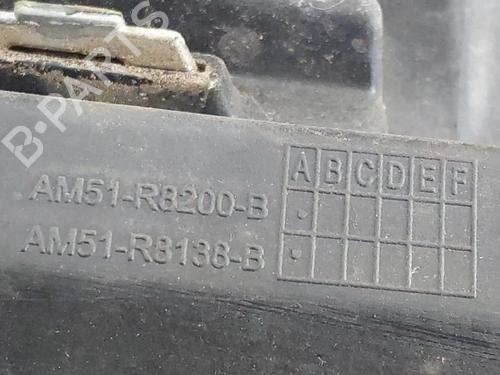 B-PARTS
AM51-R8200-B
AM51-R8138-B
A B C D E F